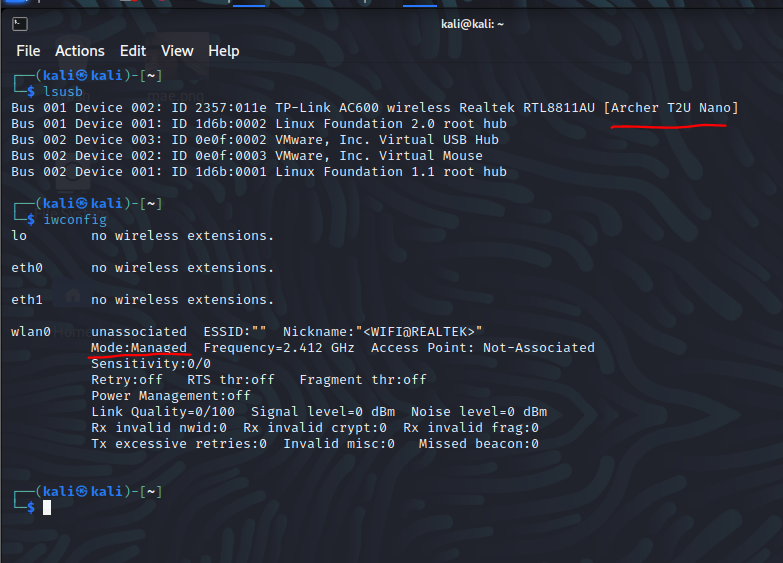 kali@kali: ~
File Actions Edit View Help
┌──(kali㉿kali)-[~]
└─$ lsusb
Bus 001 Device 002: ID 2357:011e TP-Link AC600 wireless Realtek RTL8811AU [Archer T2U Nano]
Bus 001 Device 001: ID 1d6b:0002 Linux Foundation 2.0 root hub
Bus 002 Device 003: ID 0e0f:0002 VMware, Inc. Virtual USB Hub
Bus 002 Device 002: ID 0e0f:0003 VMware, Inc. Virtual Mouse
Bus 002 Device 001: ID 1d6b:0001 Linux Foundation 1.1 root hub
┌──(kali㉿kali)-[~]
└─$ iwconfig
lo        no wireless extensions.
eth0      no wireless extensions.
eth1      no wireless extensions.
wlan0     unassociated  ESSID:""  Nickname:"<WIFI@REALTEK>"
          Mode:Managed  Frequency=2.412 GHz  Access Point: Not-Associated
          Sensitivity:0/0
          Retry:off   RTS thr:off   Fragment thr:off
          Power Management:off
          Link Quality=0/100  Signal level=0 dBm  Noise level=0 dBm
          Rx invalid nwid:0  Rx invalid crypt:0  Rx invalid frag:0
          Tx excessive retries:0  Invalid misc:0   Missed beacon:0
┌──(kali㉿kali)-[~]
└─$